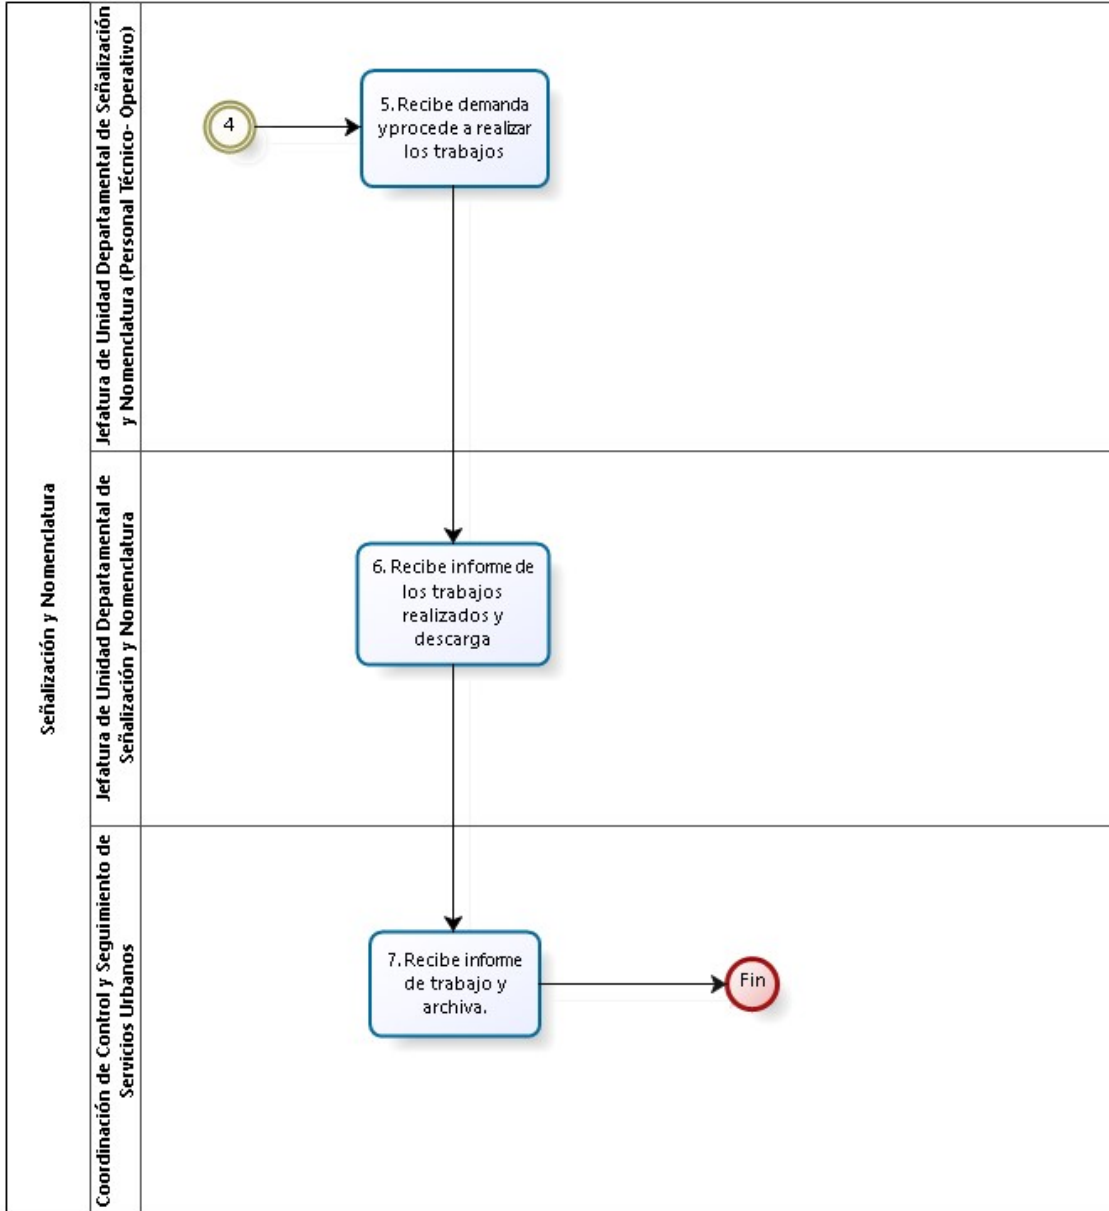 Señalización y Nomenclatura
Jefatura de Unidad Departamental de Señalización
y Nomenclatura (Personal Técnico- Operativo)
4
5. Recibe demanda
y procede a realizar
los trabajos
Jefatura de Unidad Departamental de
Señalización y Nomenclatura
6. Recibe informe de
los trabajos
realizados y
descarga
Coordinación de Control y Seguimiento de
Servicios Urbanos
7. Recibe informe
de trabajo y
archiva.
Fin